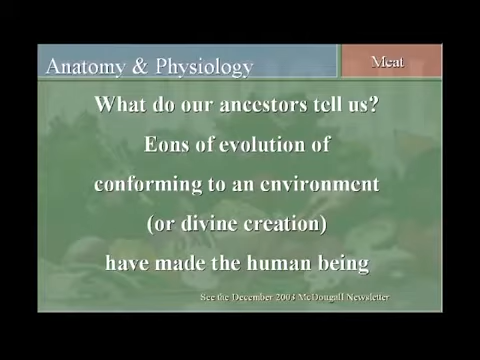 Anatomy & Physiology
Meat
What do our ancestors tell us?
Eons of evolution of
conforming to an environment
(or divine creation)
have made the human being
See the December 2003 McDougall Newsletter